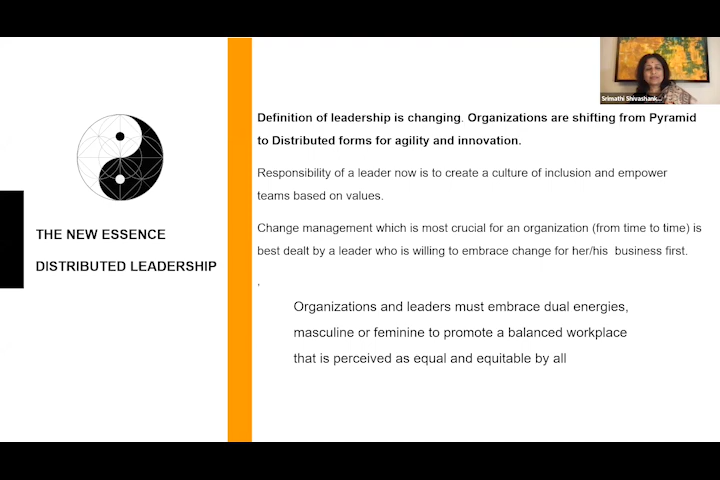 Srimathi Shivashank...
THE NEW ESSENCE
DISTRIBUTED LEADERSHIP
Definition of leadership is changing. Organizations are shifting from Pyramid
to Distributed forms for agility and innovation.
Responsibility of a leader now is to create a culture of inclusion and empower
teams based on values.
Change management which is most crucial for an organization (from time to time) is
best dealt by a leader who is willing to embrace change for her/his business first.
,
Organizations and leaders must embrace dual energies,
masculine or feminine to promote a balanced workplace
that is perceived as equal and equitable by all